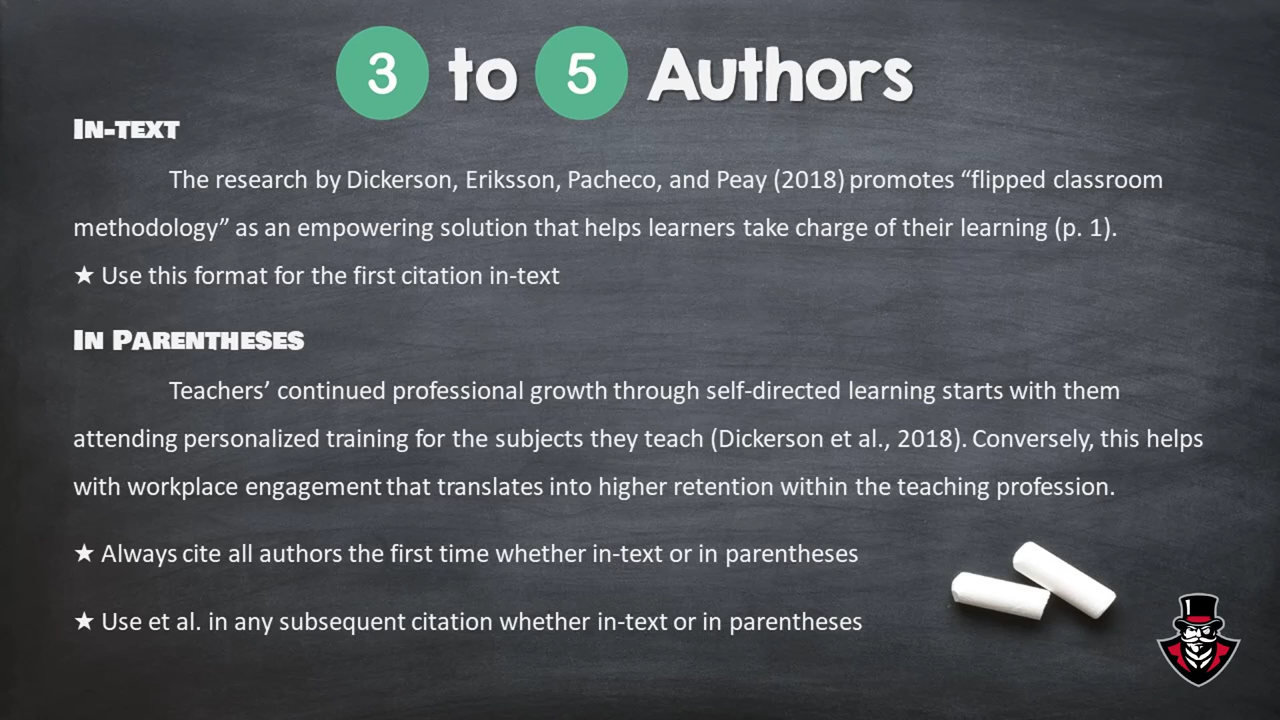 3 to 5 Authors
In-text
The research by Dickerson, Eriksson, Pacheco, and Peay (2018) promotes “flipped classroom
methodology” as an empowering solution that helps learners take charge of their learning (p. 1).
★ Use this format for the first citation in-text
In Parentheses
Teachers’ continued professional growth through self-directed learning starts with them
attending personalized training for the subjects they teach (Dickerson et al., 2018). Conversely, this helps
with workplace engagement that translates into higher retention within the teaching profession.
★ Always cite all authors the first time whether in-text or in parentheses
★ Use et al. in any subsequent citation whether in-text or in parentheses